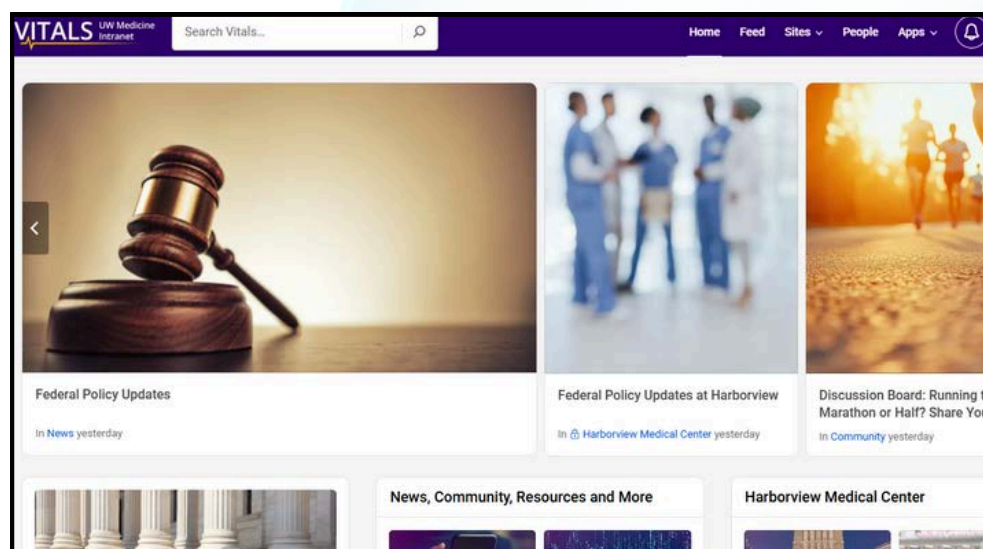 VITALS UW Medicine
Intranet
Search Vitals...
Home Feed Sites People Apps
Federal Policy Updates
In News yesterday
Federal Policy Updates at Harborview
In Harborview Medical Center yesterday
Discussion Board: Running
Marathon or Half? Share
In Community yesterday
News, Community, Resources and More
Harborview Medical Center